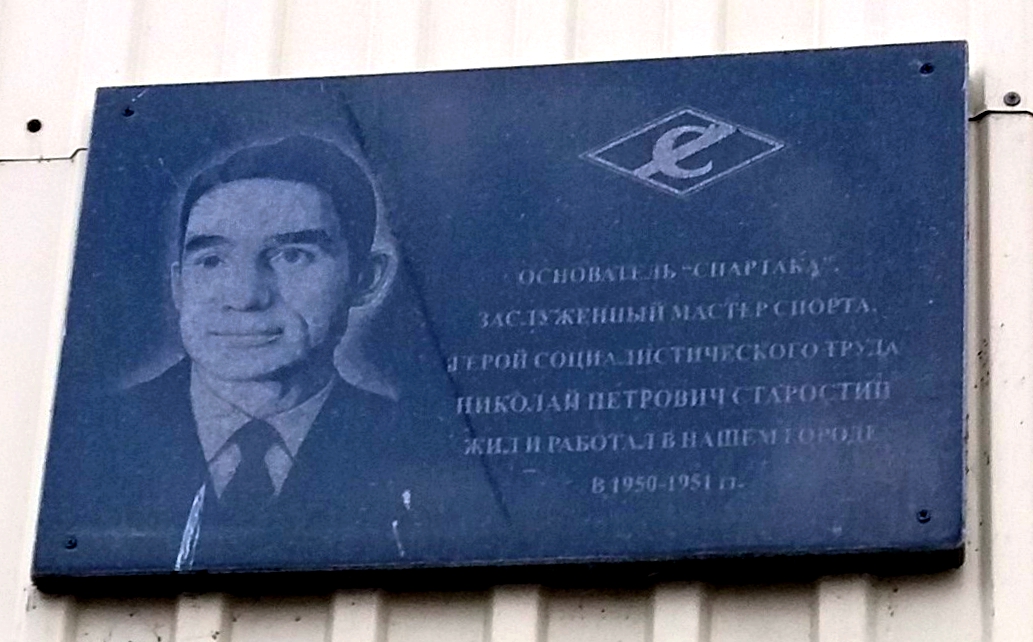 ОСНОВАТЕЛЬ "СПАРТАКА",
ЗАСЛУЖЕННЫЙ МАСТЕР СПОРТА,
ГЕРОЙ СОЦИАЛИСТИЧЕСКОГО ТРУДА
НИКОЛАЙ ПЕТРОВИЧ СТАРОСТИН
ЖИЛ И РАБОТАЛ В НАШЕМ ГОРОДЕ
В 1950-1951 гг.